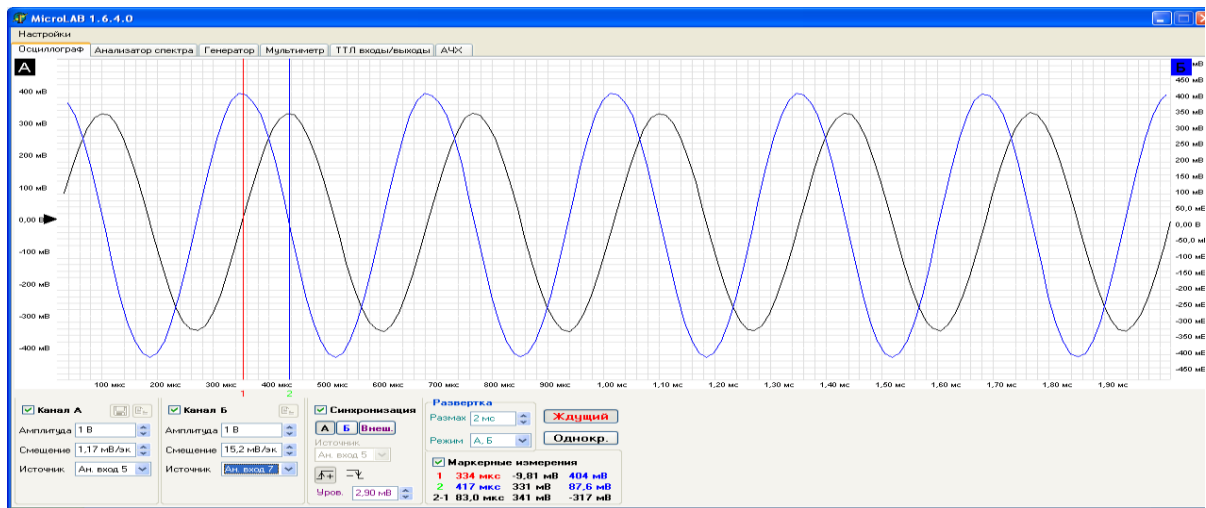 MicroLAB 1.6.4.0
Настройки
Осциллограф Анализатор спектра Генератор Мультиметр ТТЛ входы/выходы АЧХ
А
Б
мВ
400 мВ
300 мВ
200 мВ
100 мВ
0,00 В
-100 мВ
-200 мВ
-300 мВ
-400 мВ
450 мВ
400 мВ
350 мВ
300 мВ
250 мВ
200 мВ
150 мВ
100 мВ
50,0 мВ
0,00 В
-50,0 мВ
-100 мВ
-150 мВ
-200 мВ
-250 мВ
-300 мВ
-350 мВ
-400 мВ
-450 мВ
100 мкс 200 мкс 300 мкс 400 мкс 500 мкс 600 мкс 700 мкс 800 мкс 900 мкс 1,00 мс 1,10 мс 1,20 мс 1,30 мс 1,40 мс 1,50 мс 1,60 мс 1,70 мс 1,80 мс 1,90 мс
1 2
Канал А
Амплитуда 1 В
Смещение 1,17 мВ/эк
Источник Ан. вход 5
Канал Б
Амплитуда 1 В
Смещение 15,2 мВ/эк
Источник Ан. вход 7
Синхронизация
А Б Внеш.
Источник
Ан. вход 5
Уров. 2,90 мВ
Развертка
Размах 2 мс
Режим А, Б
Ждущий
Однокр.
Маркерные измерения
1 334 мкс -9,81 мВ 404 мВ
2 417 мкс 331 мВ 87,6 мВ
2-1 83,0 мкс 341 мВ -317 мВ